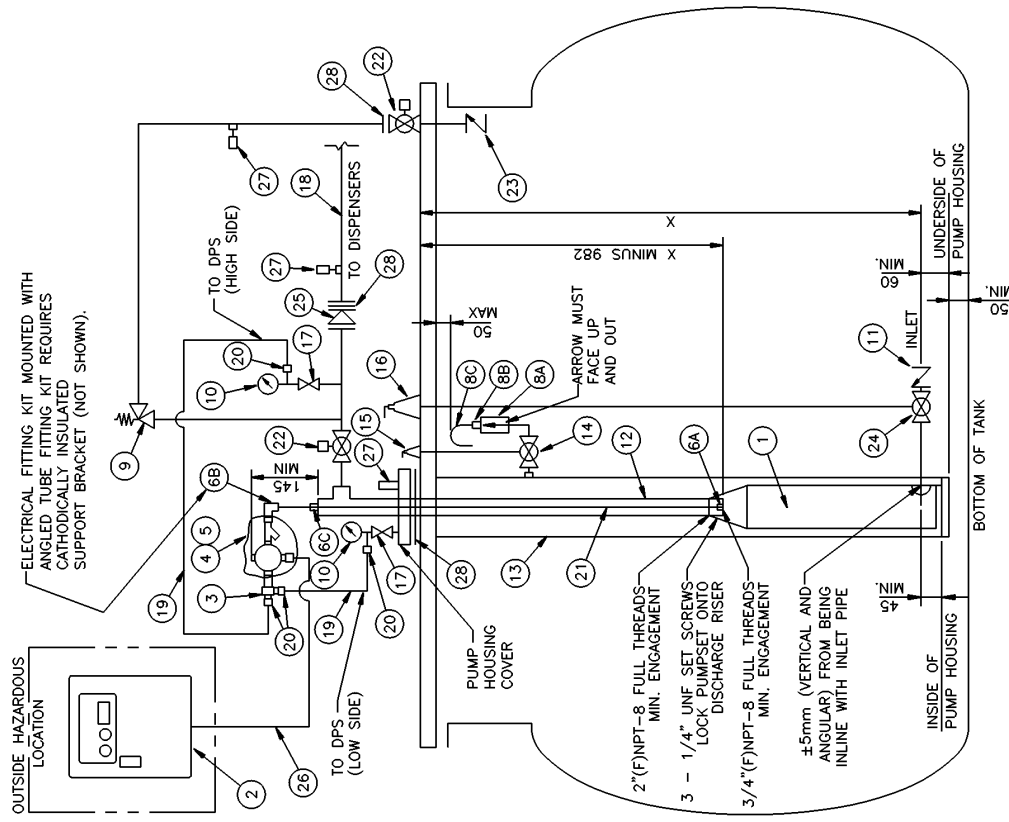 ELECTRICAL FITTING KIT MOUNTED WITH
ANGLED TUBE FITTING KIT REQUIRES
CATHODICALLY INSULATED
SUPPORT BRACKET (NOT SHOWN).
OUTSIDE HAZARDOUS
LOCATION
2
26
19
3
4
5
6B
20
145
MIN
9
10
20
17
TO DPS
(HIGH SIDE)
22
25
27
28
18
TO DISPENSERS
27
28
22
23
TO DPS
(LOW SIDE)
19
20
10
17
6C
27
28
PUMP
HOUSING
COVER
15
16
8C
8B
8A
50
MAX
ARROW MUST
FACE UP
AND OUT
14
13
21
12
6A
1
X MINUS 982
X
2"(F)NPT-8 FULL THREADS
MIN. ENGAGEMENT
3 - 1/4" UNF SET SCREWS
LOCK PUMPSET ONTO
DISCHARGE RISER
3/4"(F)NPT-8 FULL THREADS
MIN. ENGAGEMENT
±5mm (VERTICAL AND
ANGULAR) FROM BEING
INLINE WITH INLET PIPE
45
MIN.
INSIDE OF
PUMP HOUSING
24
11
INLET
60
MIN.
UNDERSIDE OF
PUMP HOUSING
50
MIN.
BOTTOM OF TANK